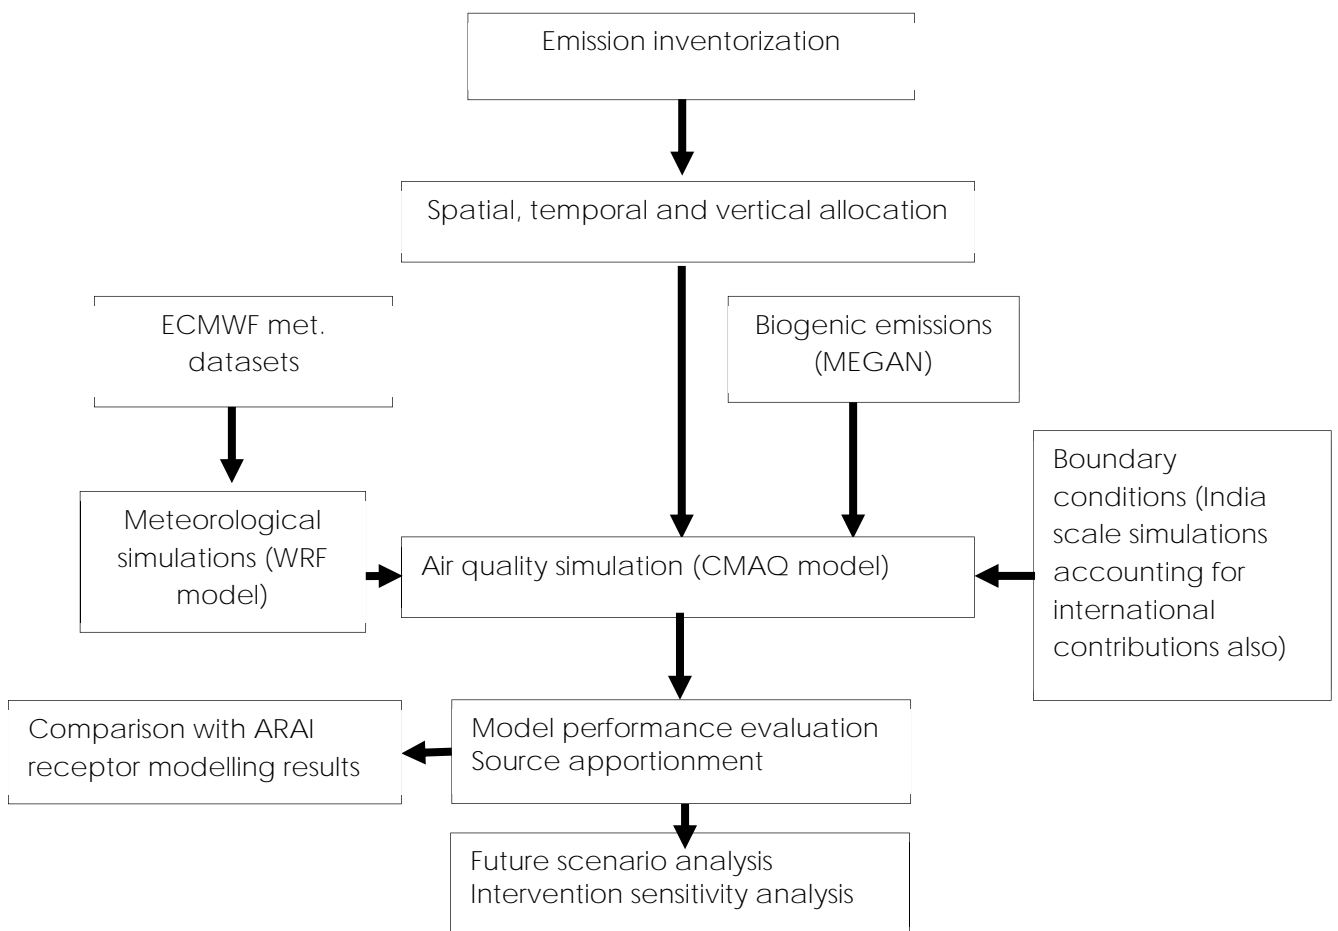 Emission inventorization
Spatial, temporal and vertical allocation
ECMWF met.
datasets
Biogenic emissions
(MEGAN)
Boundary
conditions (India
scale simulations
accounting for
international
contributions also)
Meteorological
simulations (WRF
model)
Air quality simulation (CMAQ model)
Comparison with ARAI
receptor modelling results
Model performance evaluation
Source apportionment
Future scenario analysis
Intervention sensitivity analysis